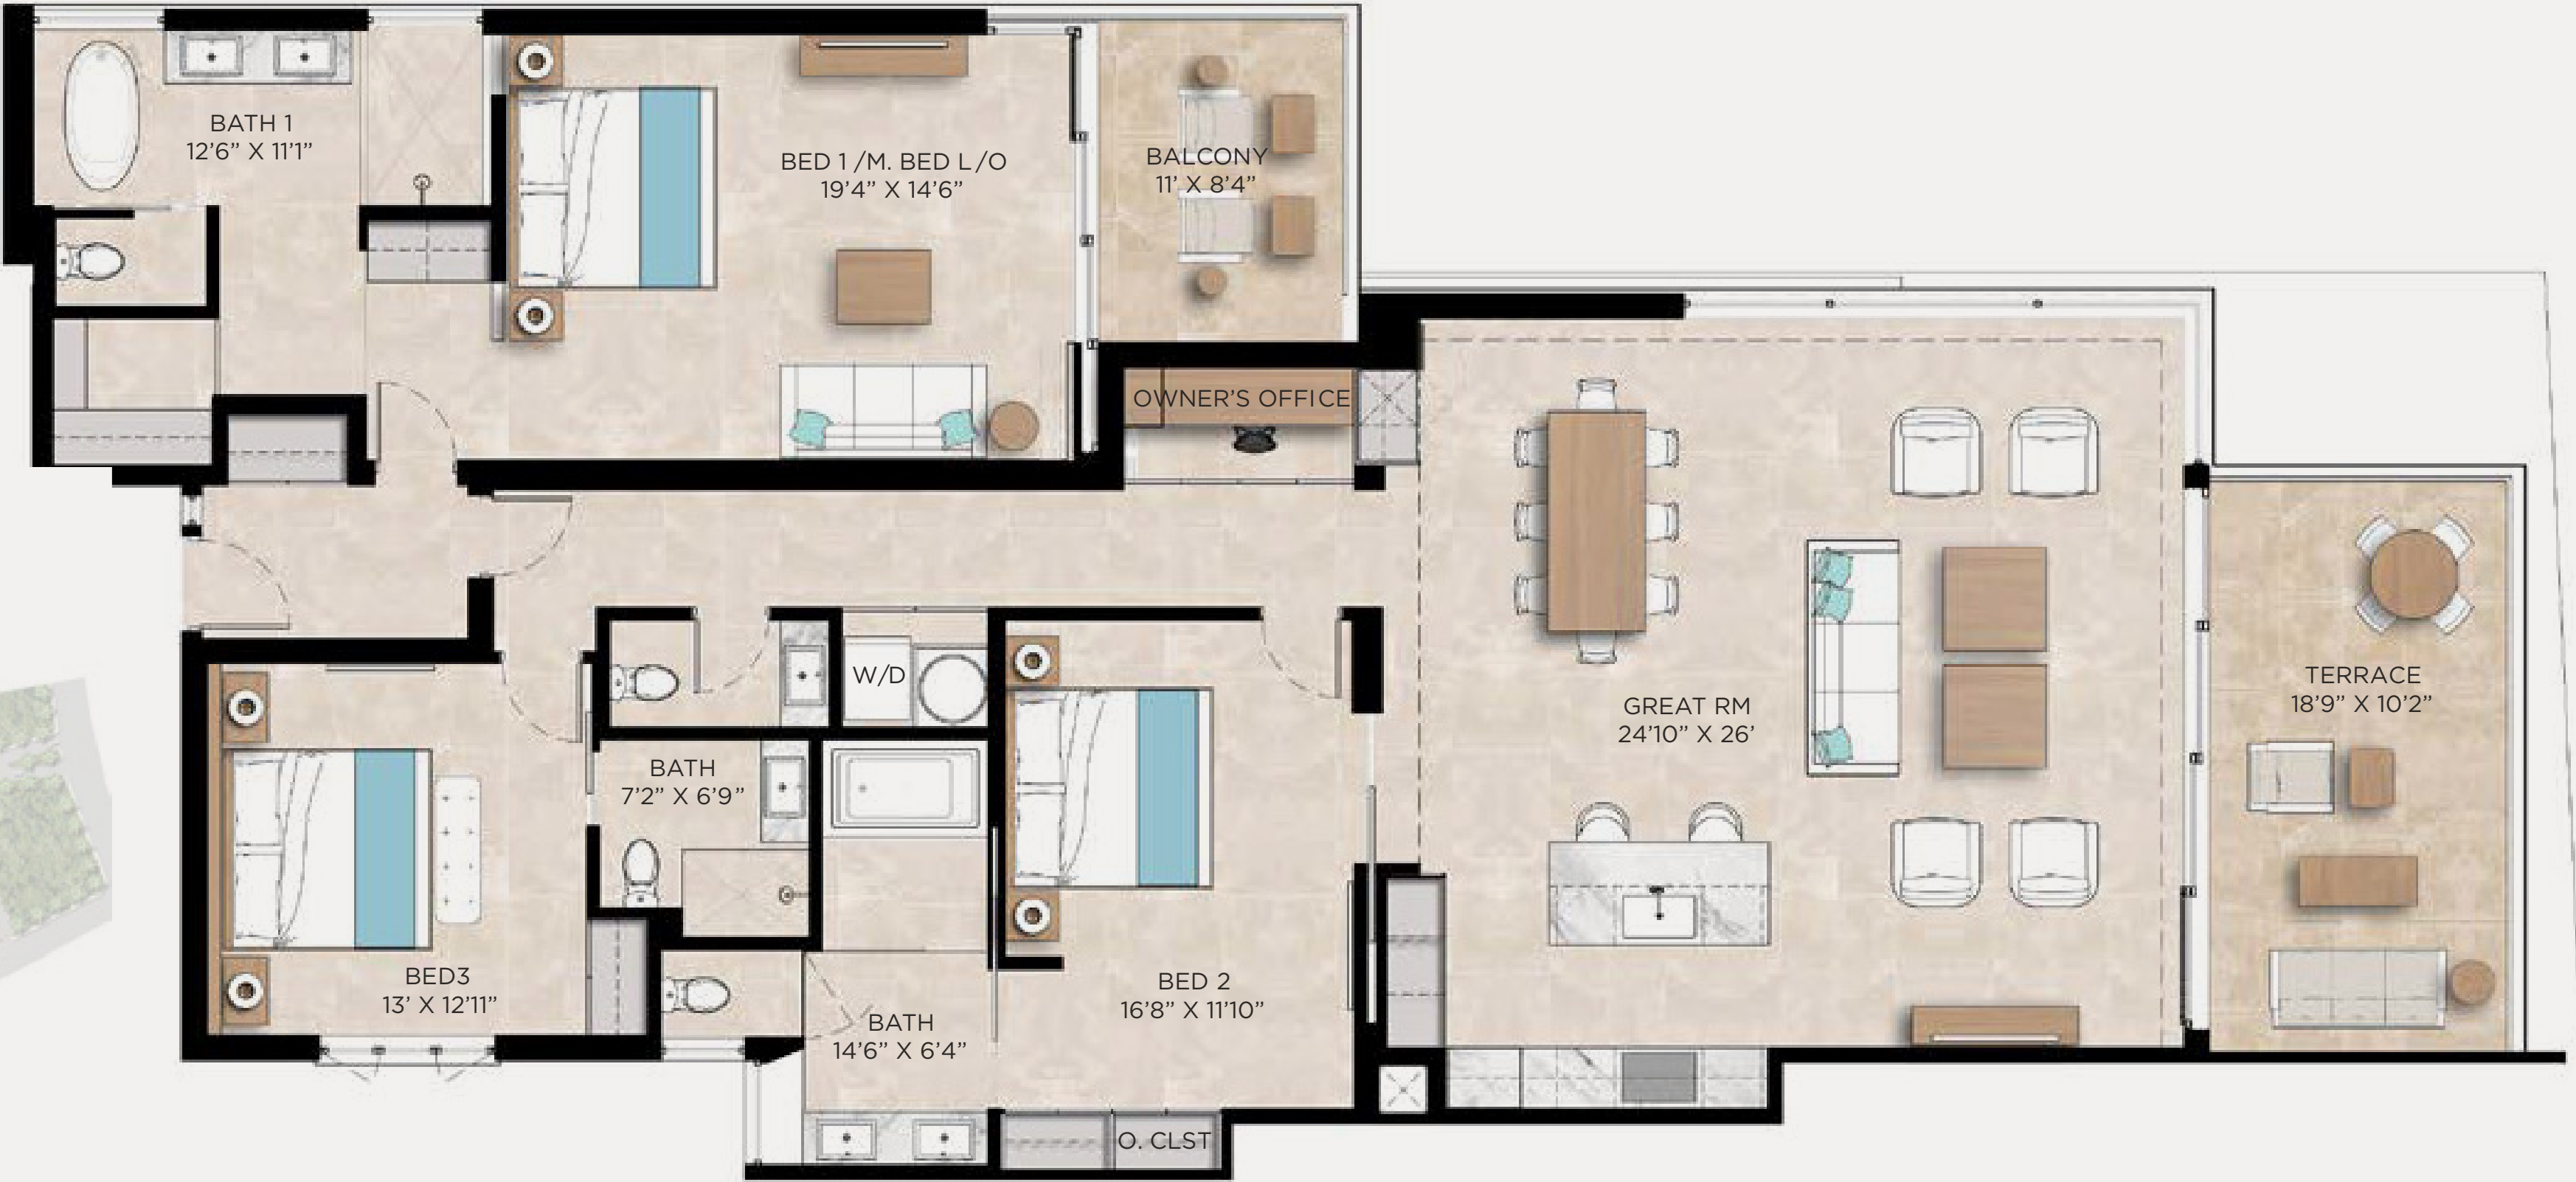 BATH 1
12'6” X 11'1”
BED 1 /M. BED L /O
19'4” X 14'6”
BALCONY
11' X 8'4”
OWNER'S OFFICE
W/D
GREAT RM
24'10” X 26'
TERRACE
18'9” X 10'2”
BATH
7'2” X 6'9”
BED3
13' X 12'11”
BATH
14'6” X 6'4”
BED 2
16'8” X 11'10”
O. CLST